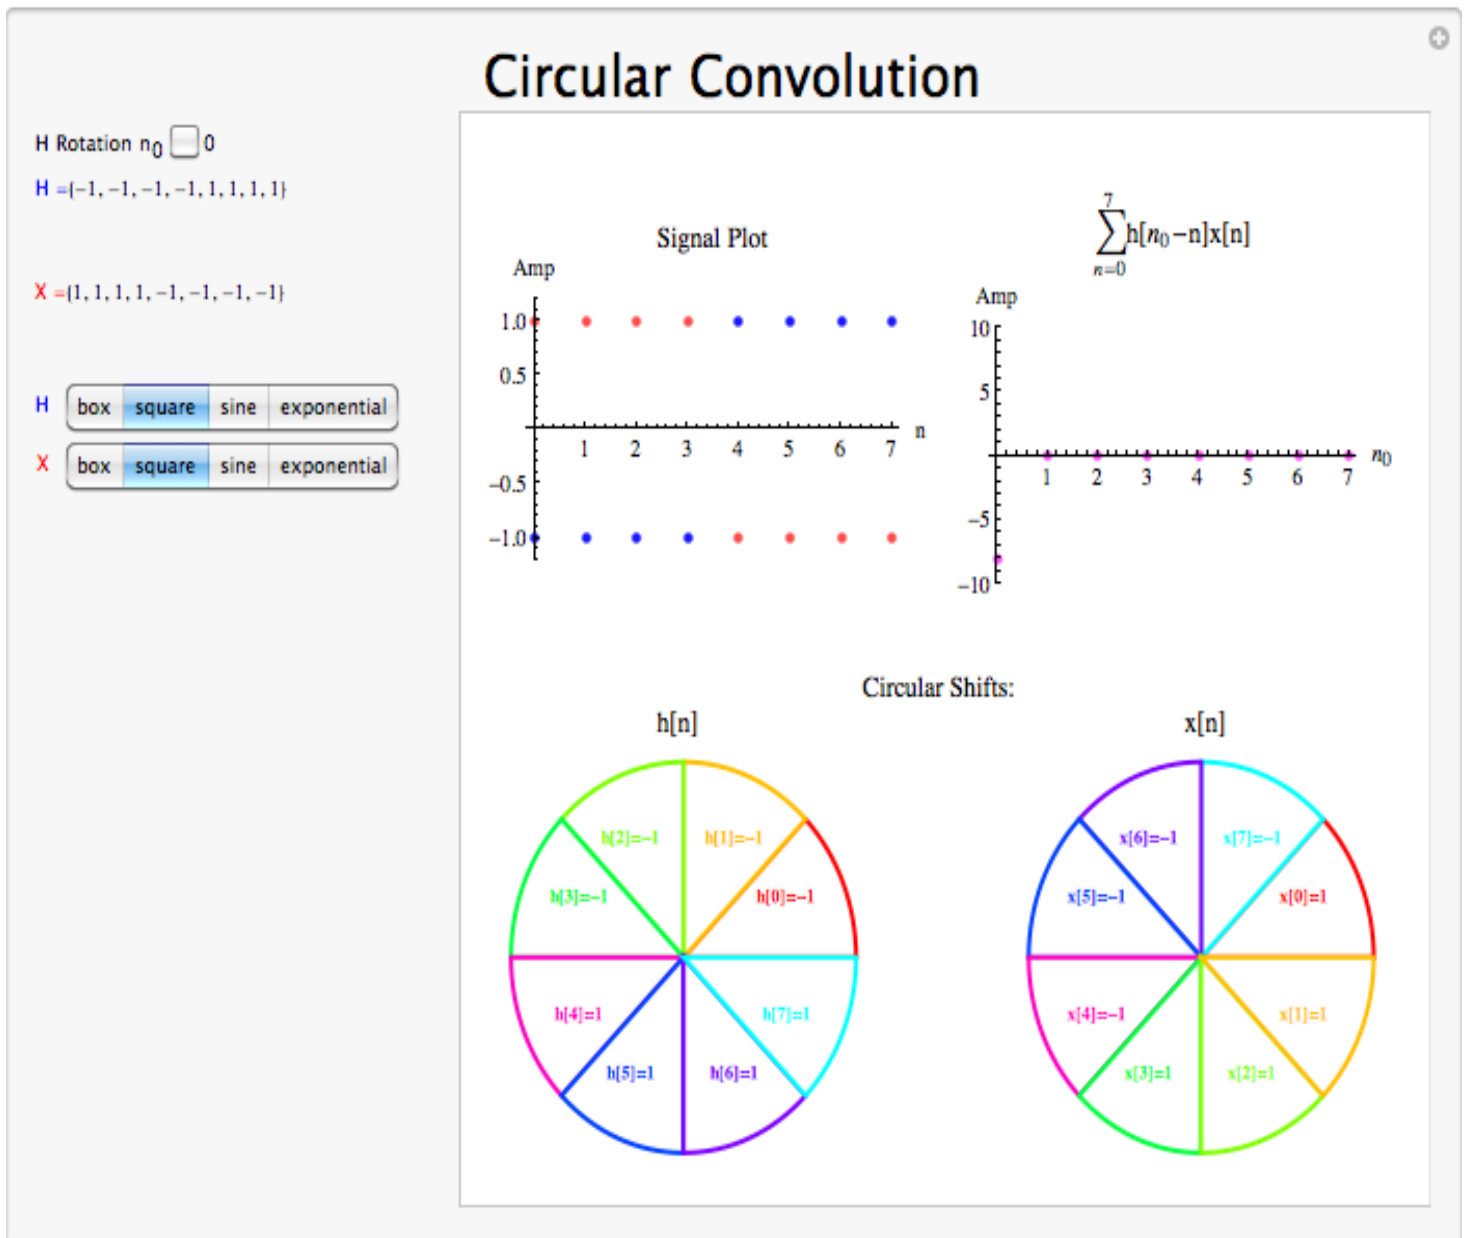 Circular Convolution
H Rotation n0 0
H ={−1, −1, −1, −1, 1, 1, 1, 1}
X ={1, 1, 1, 1, −1, −1, −1, −1}
H box square sine exponential
X box square sine exponential
Signal Plot
Amp
1.0
0.5
−0.5
−1.0
1 2 3 4 5 6 7 n
7
∑h[n0−n]x[n]
n=0
Amp
10
5
−5
−10
1 2 3 4 5 6 7 n0
Circular Shifts:
h[n]
h[2]=−1 h[1]=−1
h[3]=−1 h[0]=−1
h[4]=1 h[7]=1
h[5]=1 h[6]=1
x[n]
x[6]=−1 x[7]=−1
x[5]=−1 x[0]=1
x[4]=−1 x[1]=1
x[3]=1 x[2]=1